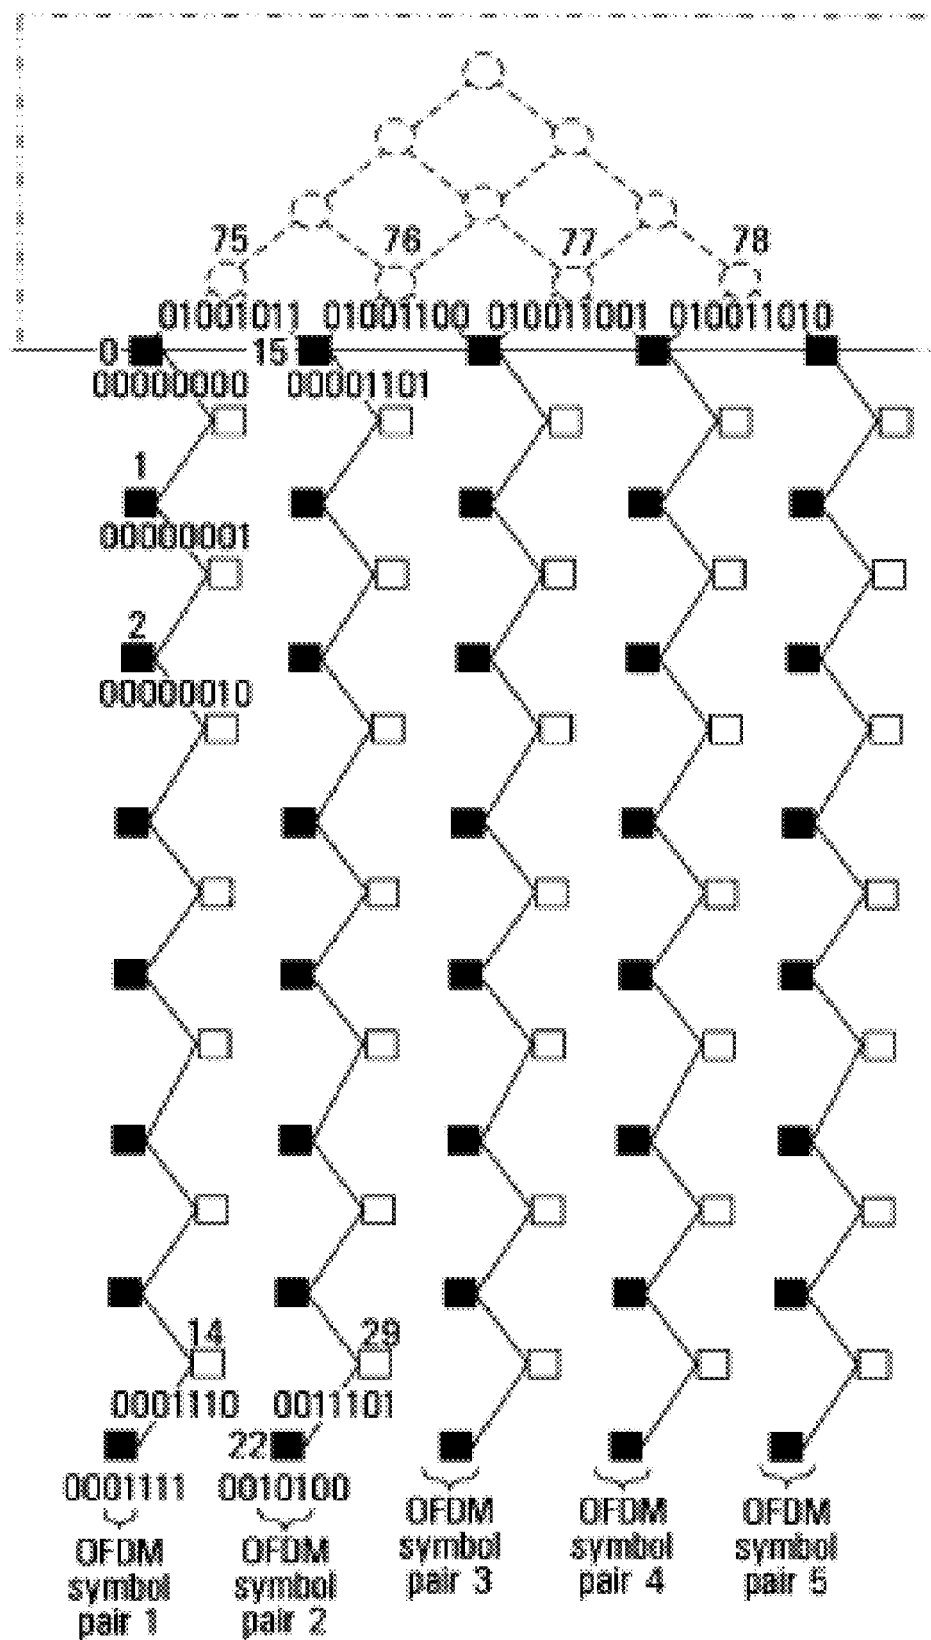 75 76 77 78
01001011 01001100 010011001 010011010
0 15
00000000 00001101
1
00000001
2
00000010
14 29
0001110 0011101
22
0001111 0010100
OFDM symbol pair 1
OFDM symbol pair 2
OFDM symbol pair 3
OFDM symbol pair 4
OFDM symbol pair 5